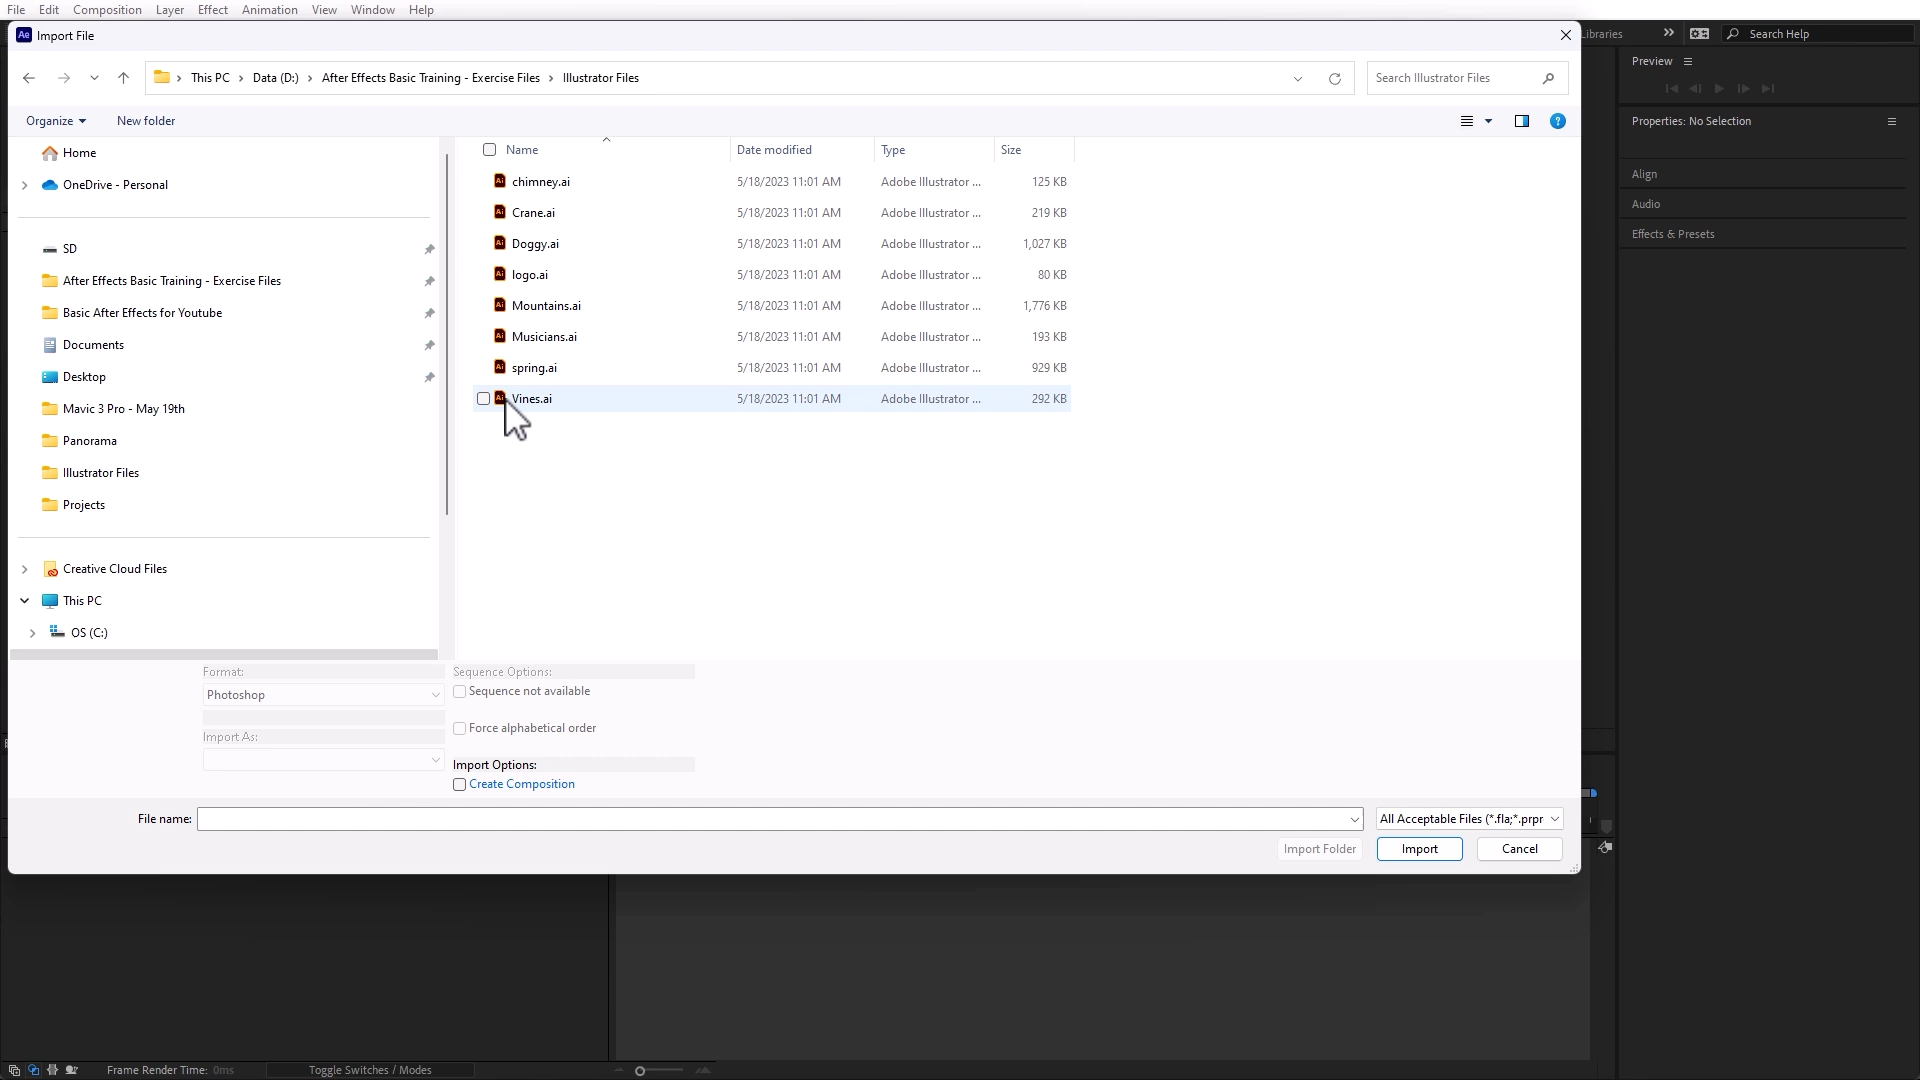 File Edit Composition Layer Effect Animation View Window Help
Import File
Libraries Search Help
This PC Data (D:) After Effects Basic Training - Exercise Files Illustrator Files
Search Illustrator Files
Organize New folder
Name Date modified Type Size
chimney.ai 5/18/2023 11:01 AM Adobe Illustrator ... 125 KB
Crane.ai 5/18/2023 11:01 AM Adobe Illustrator ... 219 KB
Doggy.ai 5/18/2023 11:01 AM Adobe Illustrator ... 1,027 KB
logo.ai 5/18/2023 11:01 AM Adobe Illustrator ... 80 KB
Mountains.ai 5/18/2023 11:01 AM Adobe Illustrator ... 1,776 KB
Musicians.ai 5/18/2023 11:01 AM Adobe Illustrator ... 193 KB
spring.ai 5/18/2023 11:01 AM Adobe Illustrator ... 929 KB
Vines.ai 5/18/2023 11:01 AM Adobe Illustrator ... 292 KB
Home
OneDrive - Personal
SD
After Effects Basic Training - Exercise Files
Basic After Effects for Youtube
Documents
Desktop
Mavic 3 Pro - May 19th
Panorama
Illustrator Files
Projects
Creative Cloud Files
This PC
OS (C:)
Format:
Photoshop
Import As:
Sequence Options:
Sequence not available
Force alphabetical order
Import Options:
Create Composition
File name:
All Acceptable Files (*.fla;*.prpr
Import Folder Import Cancel
Preview
Properties: No Selection
Align
Audio
Effects & Presets
Frame Render Time: 0ms Toggle Switches / Modes